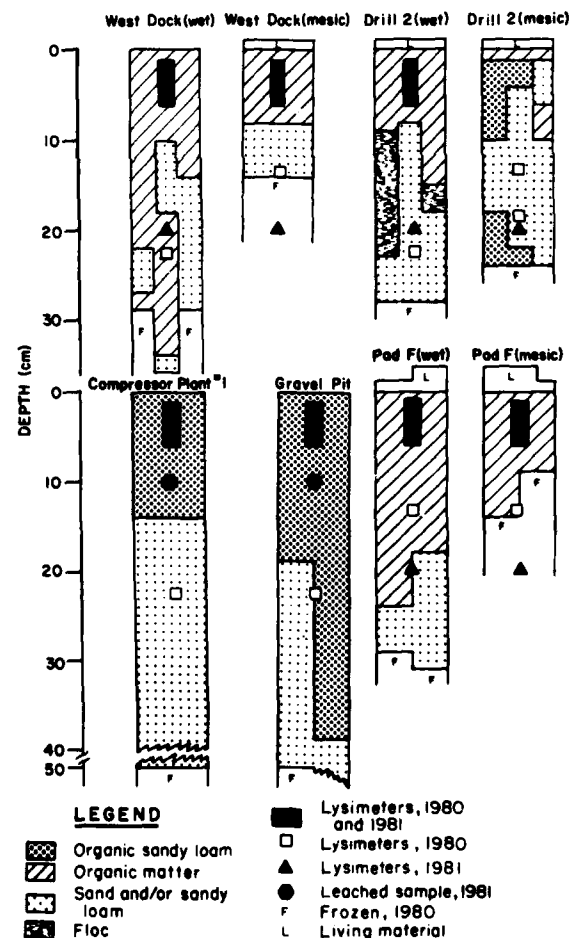 West Dock (wet) West Dock (mesic) Drill 2 (wet) Drill 2 (mesic)
0
10
20
30
DEPTH (cm)
L
L
L
F
F
F
F
F
Compressor Plant #1 Gravel Pit Pad F (wet) Pad F (mesic)
0
10
20
30
40
50
L
L
F
F
F
F
F
F
LEGEND
Organic sandy loam
Organic matter
Sand and/or sandy
loam
Floc
Lysimeters, 1980
and 1981
Lysimeters, 1980
Lysimeters, 1981
Leached sample, 1981
F Frozen, 1980
L Living material